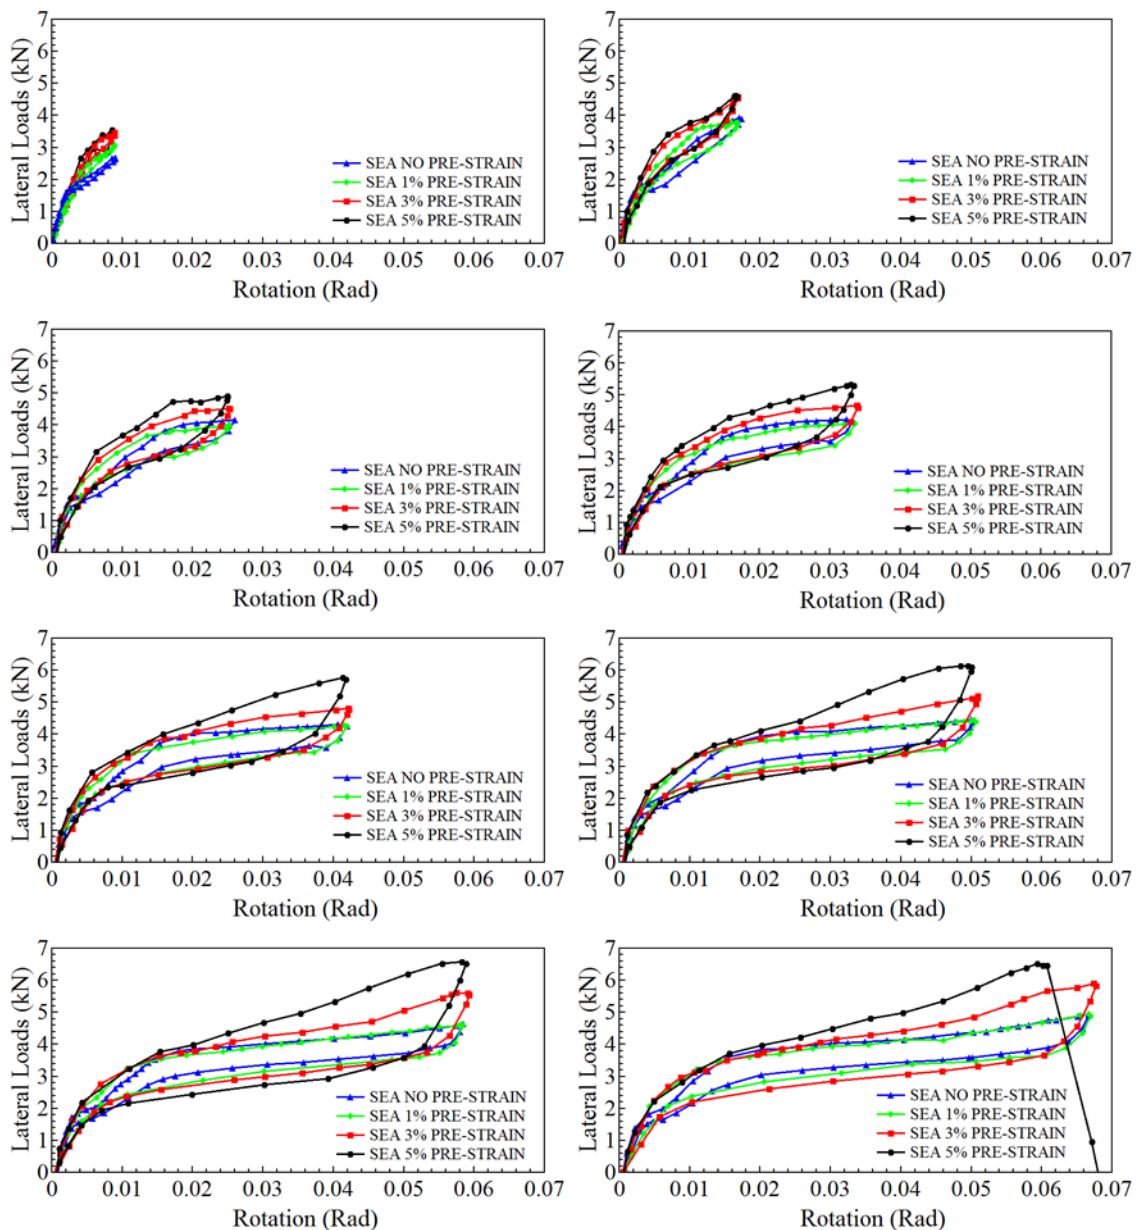 Lateral Loads (kN)
7
6
5
4
3
2
1
0
SEA NO PRE-STRAIN
SEA 1% PRE-STRAIN
SEA 3% PRE-STRAIN
SEA 5% PRE-STRAIN
0 0.01 0.02 0.03 0.04 0.05 0.06 0.07
Rotation (Rad)
Lateral Loads (kN)
7
6
5
4
3
2
1
0
SEA NO PRE-STRAIN
SEA 1% PRE-STRAIN
SEA 3% PRE-STRAIN
SEA 5% PRE-STRAIN
0 0.01 0.02 0.03 0.04 0.05 0.06 0.07
Rotation (Rad)
Lateral Loads (kN)
7
6
5
4
3
2
1
0
SEA NO PRE-STRAIN
SEA 1% PRE-STRAIN
SEA 3% PRE-STRAIN
SEA 5% PRE-STRAIN
0 0.01 0.02 0.03 0.04 0.05 0.06 0.07
Rotation (Rad)
Lateral Loads (kN)
7
6
5
4
3
2
1
0
SEA NO PRE-STRAIN
SEA 1% PRE-STRAIN
SEA 3% PRE-STRAIN
SEA 5% PRE-STRAIN
0 0.01 0.02 0.03 0.04 0.05 0.06 0.07
Rotation (Rad)
Lateral Loads (kN)
7
6
5
4
3
2
1
0
SEA NO PRE-STRAIN
SEA 1% PRE-STRAIN
SEA 3% PRE-STRAIN
SEA 5% PRE-STRAIN
0 0.01 0.02 0.03 0.04 0.05 0.06 0.07
Rotation (Rad)
Lateral Loads (kN)
7
6
5
4
3
2
1
0
SEA NO PRE-STRAIN
SEA 1% PRE-STRAIN
SEA 3% PRE-STRAIN
SEA 5% PRE-STRAIN
0 0.01 0.02 0.03 0.04 0.05 0.06 0.07
Rotation (Rad)
Lateral Loads (kN)
7
6
5
4
3
2
1
0
SEA NO PRE-STRAIN
SEA 1% PRE-STRAIN
SEA 3% PRE-STRAIN
SEA 5% PRE-STRAIN
0 0.01 0.02 0.03 0.04 0.05 0.06 0.07
Rotation (Rad)
Lateral Loads (kN)
7
6
5
4
3
2
1
0
SEA NO PRE-STRAIN
SEA 1% PRE-STRAIN
SEA 3% PRE-STRAIN
SEA 5% PRE-STRAIN
0 0.01 0.02 0.03 0.04 0.05 0.06 0.07
Rotation (Rad)